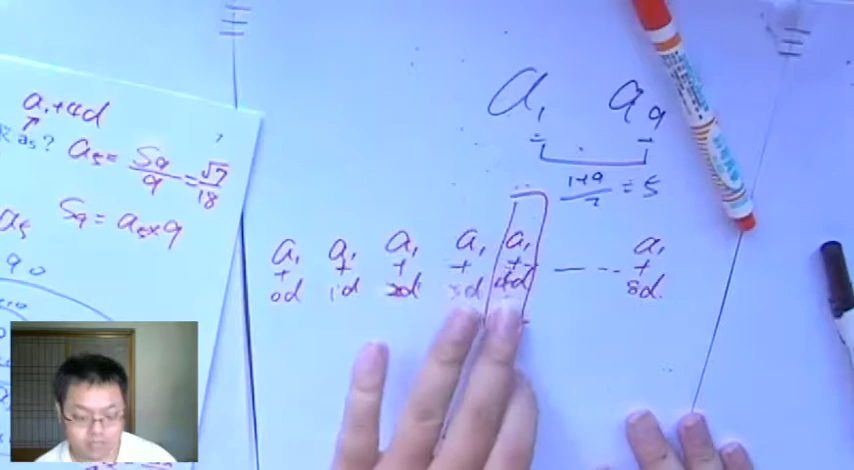 a₁+4d
a₅?
a₅ = S₉/9 = √7/18
S₉ = a₅×9
a₅
a₁ a₉
1+9/2 = 5
a₁ a₁ a₁ a₁ a₁ a₁
+ + + + + --- +
0d 1d 2d 3d 4d 8d